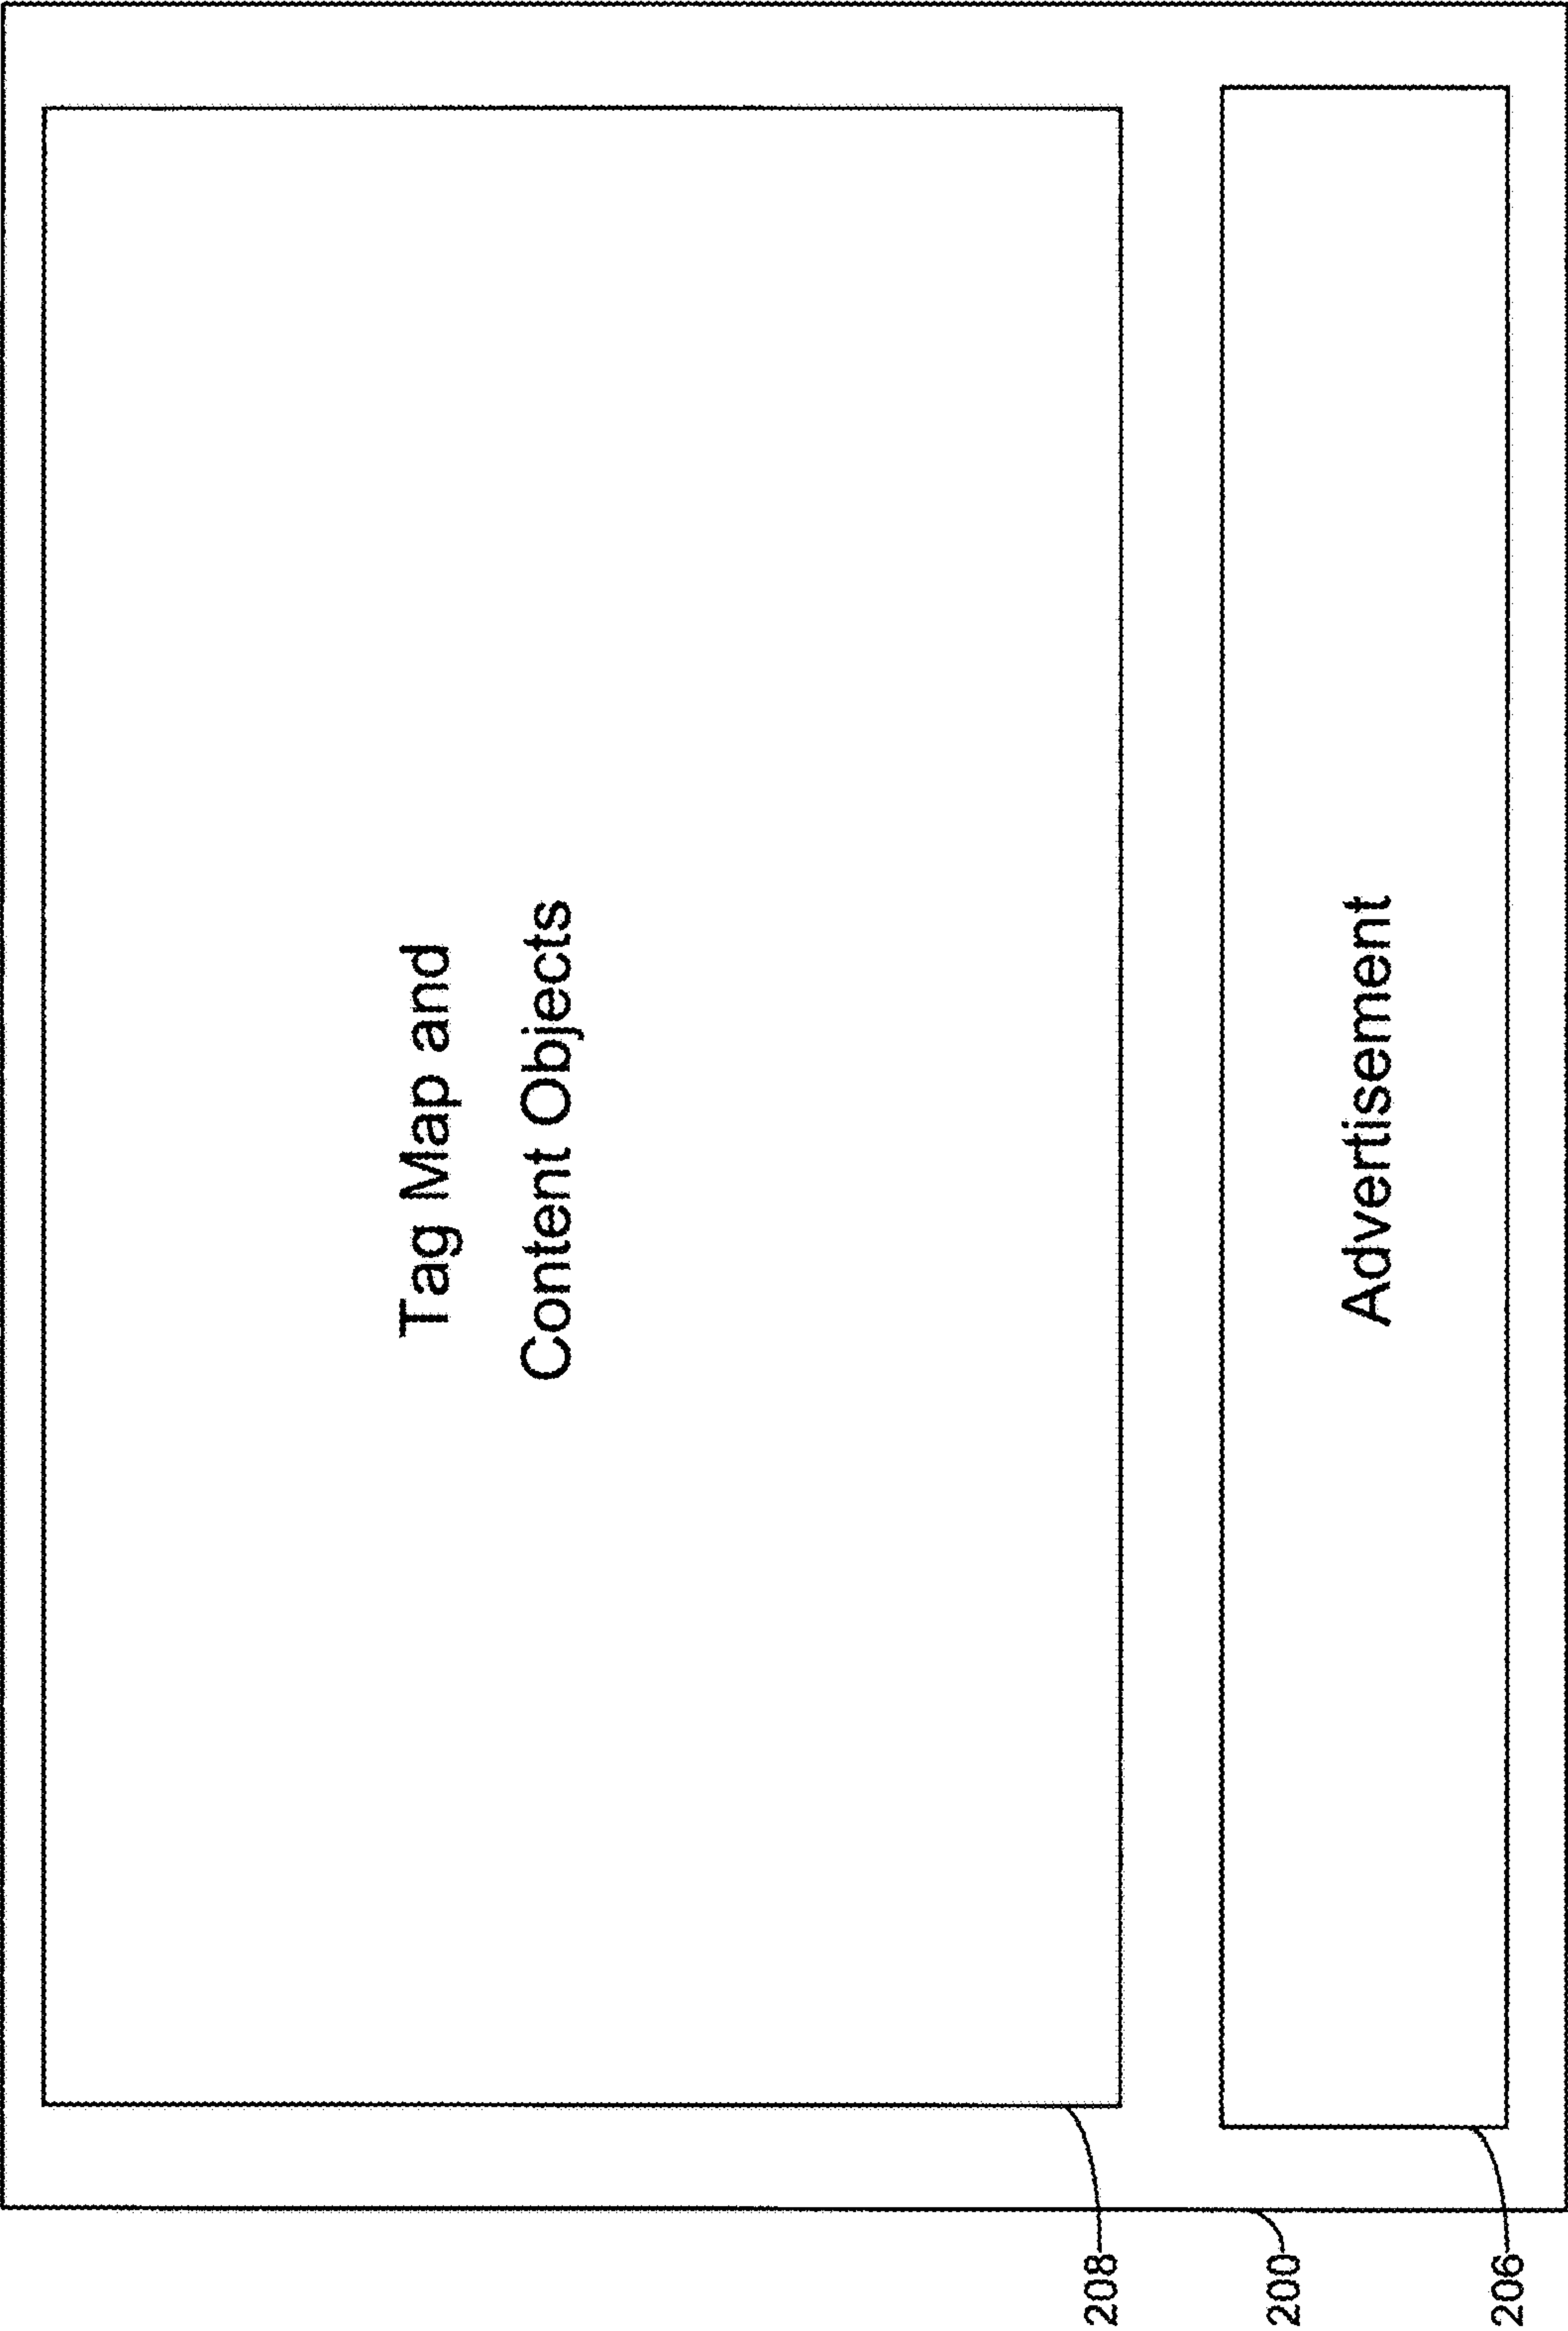 Tag Map and
Content Objects
208
200
Advertisement
206